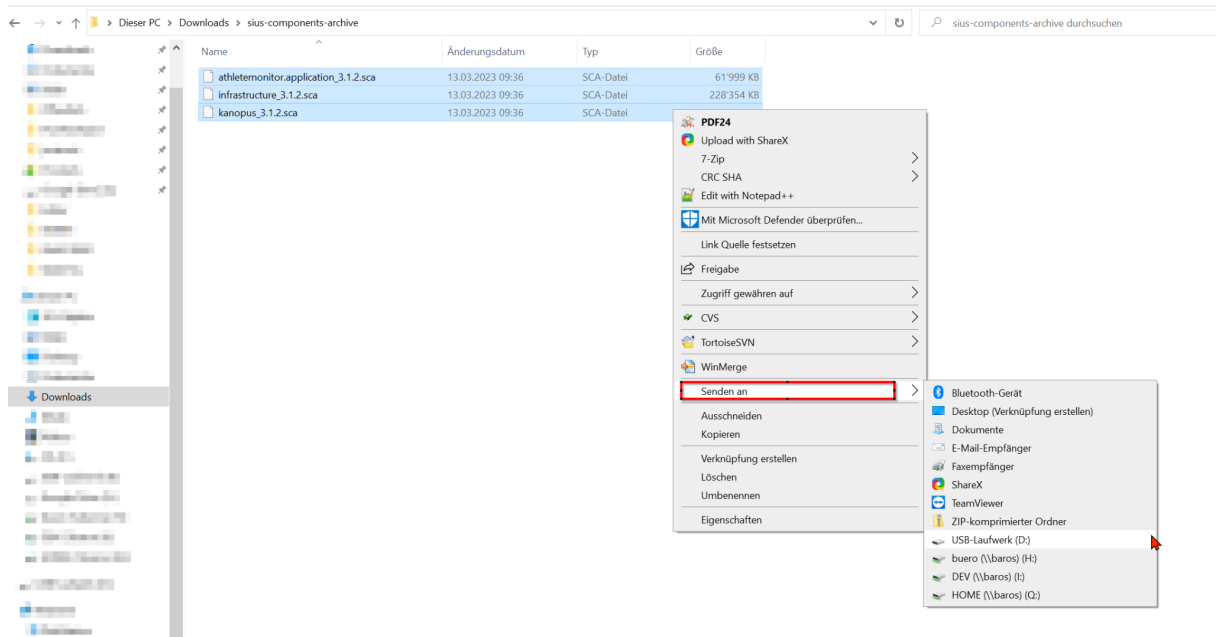 Dieser PC > Downloads > sius-components-archive
sius-components-archive durchsuchen
Name Änderungsdatum Typ Größe
athletemonitor.application_3.1.2.sca 13.03.2023 09:36 SCA-Datei 61'999 KB
infrastructure_3.1.2.sca 13.03.2023 09:36 SCA-Datei 228'354 KB
kanopus_3.1.2.sca 13.03.2023 09:36 SCA-Datei
Downloads
PDF24
Upload with ShareX
7-Zip
CRC SHA
Edit with Notepad++
Mit Microsoft Defender überprüfen...
Link Quelle festsetzen
Freigabe
Zugriff gewähren auf
CVS
TortoiseSVN
WinMerge
Senden an
Ausschneiden
Kopieren
Verknüpfung erstellen
Löschen
Umbenennen
Eigenschaften
Bluetooth-Gerät
Desktop (Verknüpfung erstellen)
Dokumente
E-Mail-Empfänger
Faxempfänger
ShareX
TeamViewer
ZIP-komprimierter Ordner
USB-Laufwerk (D:)
buero (\\baros) (H:)
DEV (\\baros) (I:)
HOME (\\baros) (Q:)